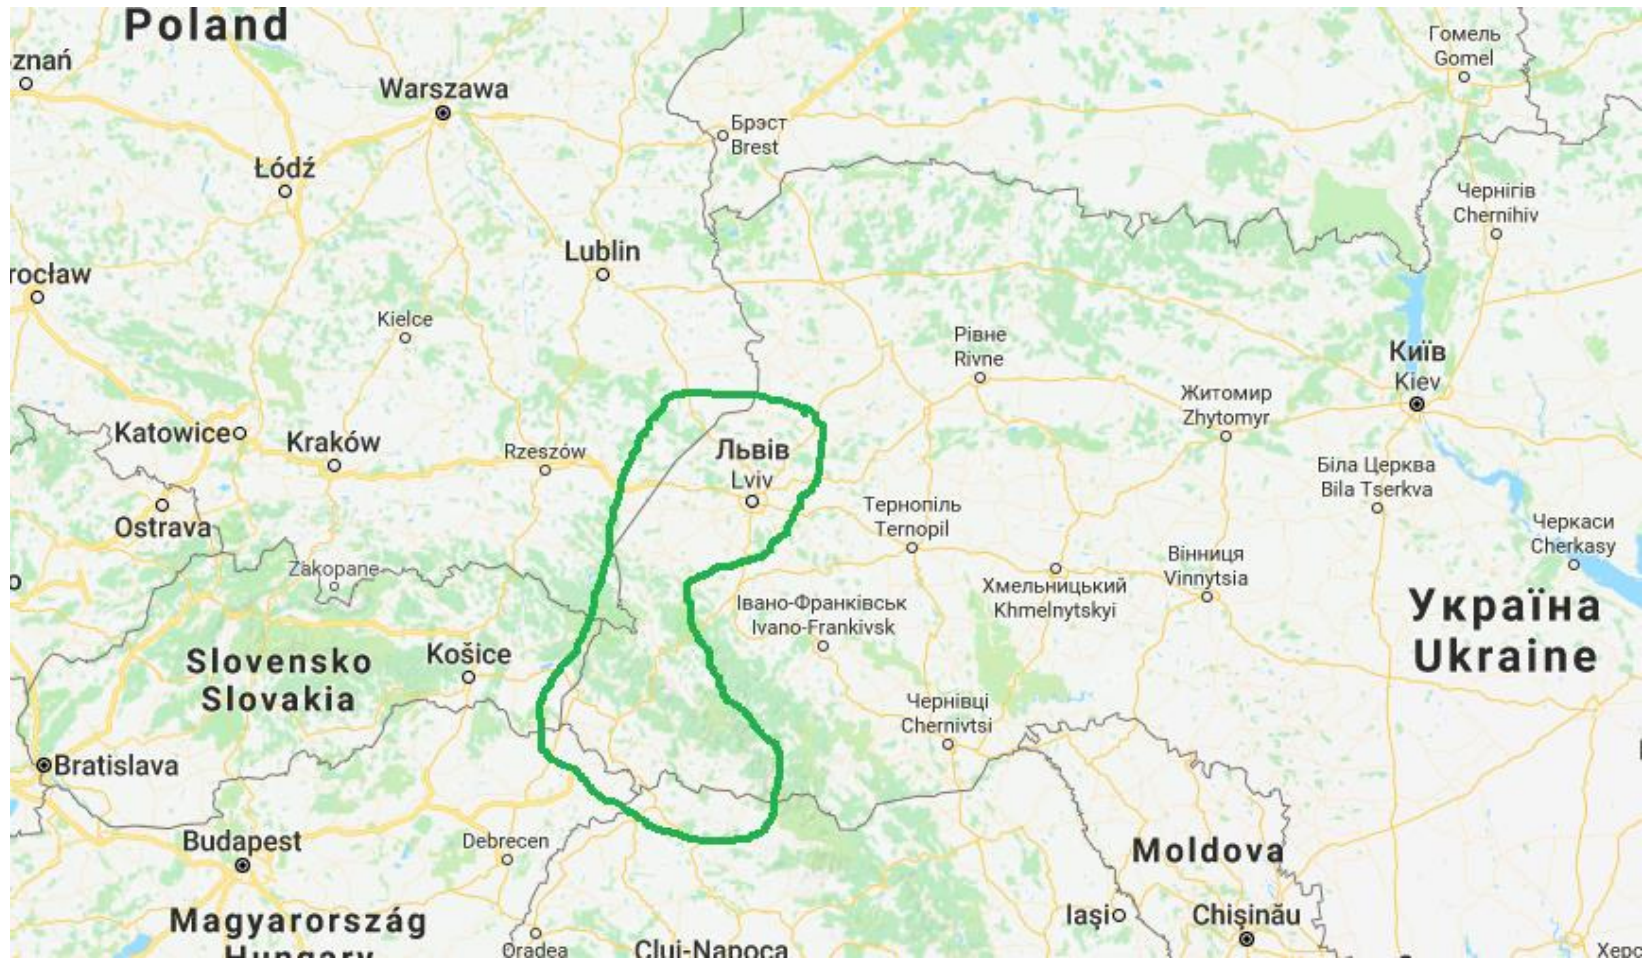 Poland
znań
Warszawa
Łódź
Брэст
Brest
Гомель
Gomel
Чернігів
Chernihiv
Lublin
rocław
Kielce
Рівне
Rivne
Київ
Kiev
Житомир
Zhytomyr
Katowice
Kraków
Rzeszów
Львів
Lviv
Біла Церква
Bila Tserkva
Ostrava
Тернопіль
Ternopil
Черкаси
Cherkasy
Zakopane
Вінниця
Vinnytsia
Хмельницький
Khmelnytskyi
Івано-Франківськ
Ivano-Frankivsk
Україна
Ukraine
Slovensko
Slovakia
Košice
Чернівці
Chernivtsi
Bratislava
Budapest
Debrecen
Moldova
Magyarország
Hungary
Iași
Chișinău
Oradea
Cluj-Napoca
Херс